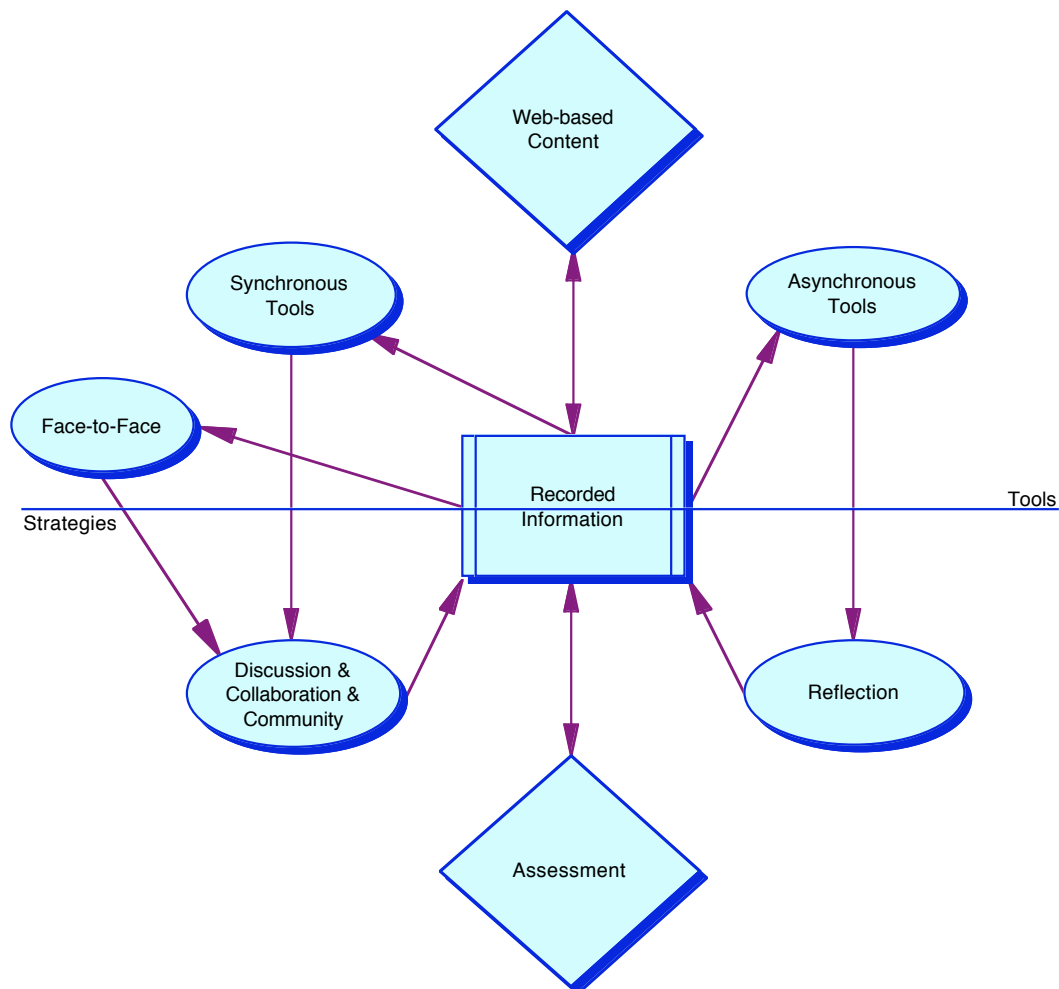 Web-based
Content
Synchronous
Tools
Asynchronous
Tools
Face-to-Face
Recorded
Information
Tools
Strategies
Discussion &
Collaboration &
Community
Reflection
Assessment